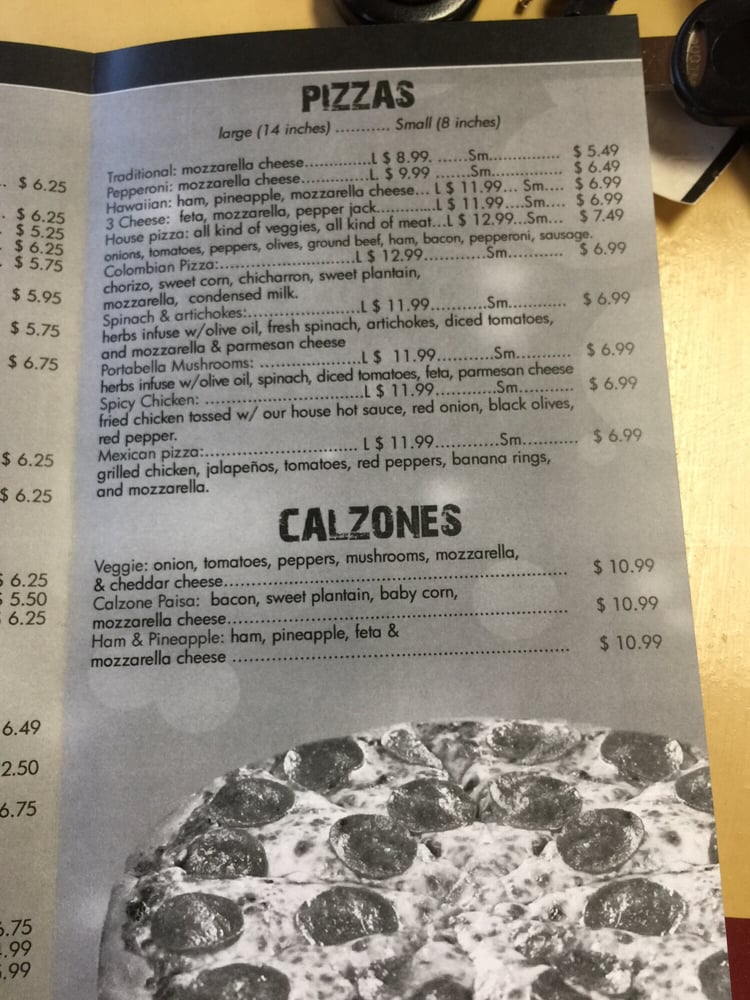 PIZZAS
large (14 inches) ........... Small (8 inches)
Traditional: mozzarella cheese..............L $ 8.99. .......Sm............... $ 5.49
Pepperoni: mozzarella cheese...............L. $ 9.99 .......Sm................ $ 6.49
Hawaiian: ham, pineapple, mozzarella cheese... L $ 11.99... Sm.... $ 6.99
3 Cheese: feta, mozzarella, pepper jack............L $ 11.99....Sm.... $ 6.99
House pizza: all kind of veggies, all kind of meat...L $ 12.99...Sm... $ 7.49
onions, tomatoes, peppers, olives, ground beef, ham, bacon, pepperoni, sausage.
Colombian Pizza:...........................L $ 12.99............Sm............ $ 6.99
chorizo, sweet corn, chicharron, sweet plantain,
mozzarella, condensed milk.
Spinach & artichokes:......................L $ 11.99...........Sm............ $ 6.99
herbs infuse w/olive oil, fresh spinach, artichokes, diced tomatoes,
and mozzarella & parmesan cheese
Portabella Mushrooms: ....................L $ 11.99...........Sm........... $ 6.99
herbs infuse w/olive oil, spinach, diced tomatoes, feta, parmesan cheese
Spicy Chicken: ................................L $ 11.99............Sm........... $ 6.99
fried chicken tossed w/ our house hot sauce, red onion, black olives,
red pepper.
Mexican pizza:............................... L $ 11.99.............Sm........... $ 6.99
grilled chicken, jalapeños, tomatoes, red peppers, banana rings,
and mozzarella.
CALZONES
Veggie: onion, tomatoes, peppers, mushrooms, mozzarella,
& cheddar cheese.................................................................... $ 10.99
Calzone Paisa: bacon, sweet plantain, baby corn,
mozzarella cheese.................................................................... $ 10.99
Ham & Pineapple: ham, pineapple, feta &
mozzarella cheese .................................................................... $ 10.99
.. $ 6.25
. $ 6.25
. $ 5.25
. $ 6.25
. $ 5.75
$ 5.95
$ 5.75
$ 6.75
$ 6.25
$ 6.25
$ 6.25
$ 5.50
6.25
6.49
2.50
6.75
6.75
.99
.99